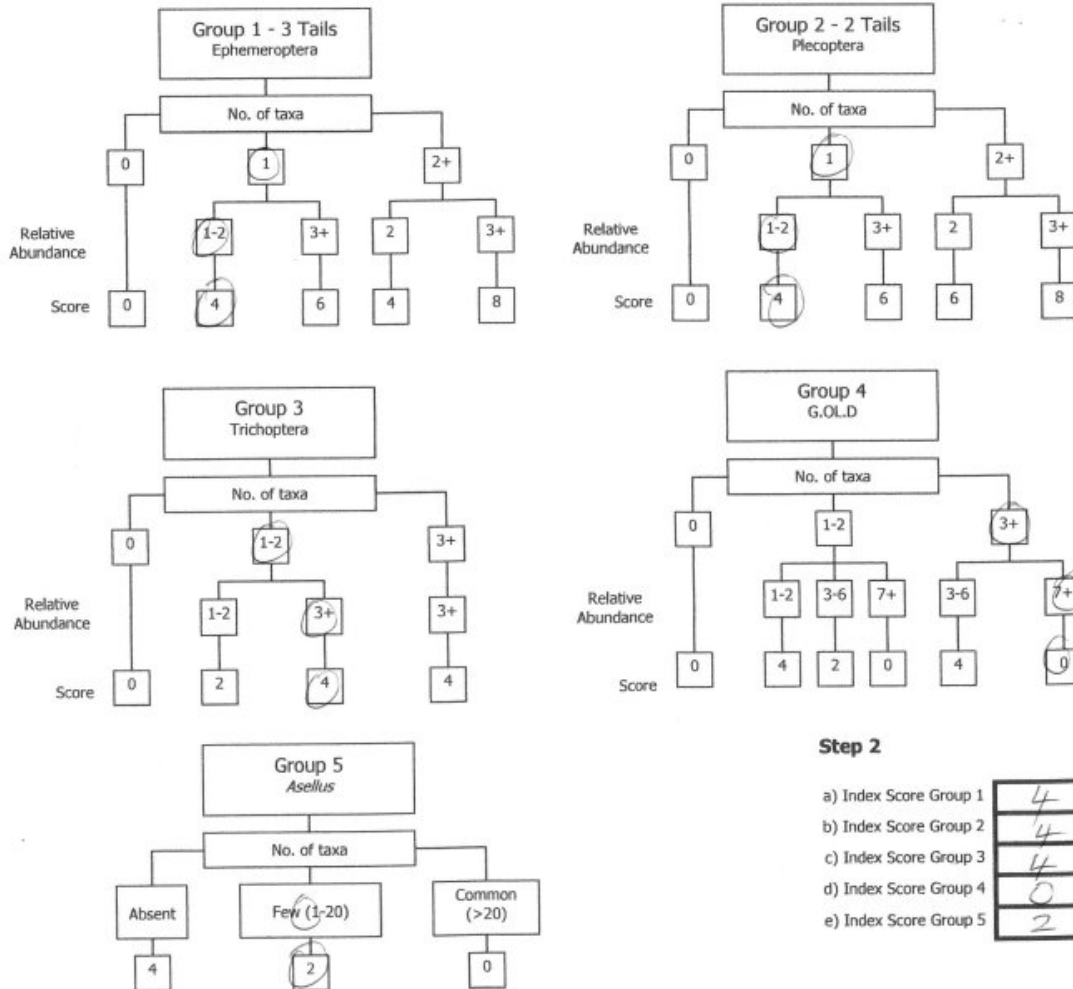 Group 1 - 3 Tails
Ephemeroptera
No. of taxa
0
1
2+
Relative
Abundance
1-2
3+
2
3+
Score
0
4
6
4
8
Group 2 - 2 Tails
Plecoptera
No. of taxa
0
1
2+
Relative
Abundance
1-2
3+
2
3+
Score
0
4
6
6
8
Group 3
Trichoptera
No. of taxa
0
1-2
3+
Relative
Abundance
1-2
3+
3+
Score
0
2
4
4
Group 4
G.OL.D
No. of taxa
0
1-2
3+
Relative
Abundance
1-2
3-6
7+
3-6
7+
Score
0
4
2
0
4
0
Group 5
Asellus
No. of taxa
Absent
Few (1-20)
Common
(>20)
4
2
0
Step 2
a) Index Score Group 1 4
b) Index Score Group 2 4
c) Index Score Group 3 4
d) Index Score Group 4 0
e) Index Score Group 5 2